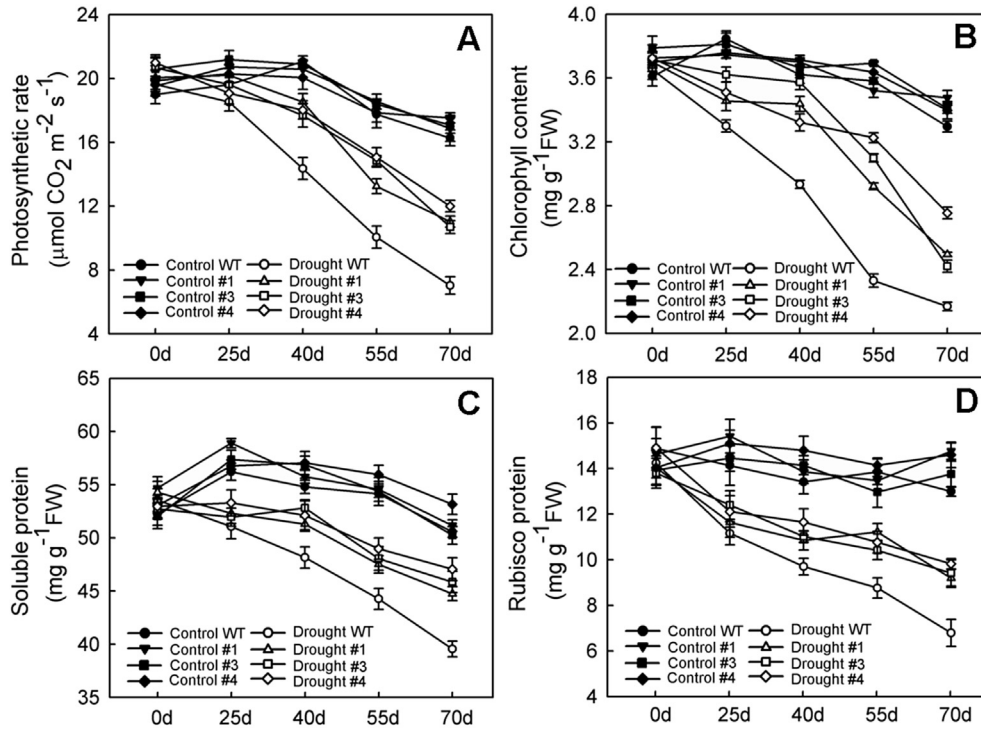 A
Photosynthetic rate
(μmol CO2 m-2 s-1)
24
20
16
12
8
4
Control WT Drought WT
Control #1 Drought #1
Control #3 Drought #3
Control #4 Drought #4
0d 25d 40d 55d 70d
B
Chlorophyll content
(mg g-1FW)
4.0
3.6
3.2
2.8
2.4
2.0
Control WT Drought WT
Control #1 Drought #1
Control #3 Drought #3
Control #4 Drought #4
0d 25d 40d 55d 70d
C
Soluble protein
(mg g-1FW)
65
60
55
50
45
40
35
Control WT Drought WT
Control #1 Drought #1
Control #3 Drought #3
Control #4 Drought #4
0d 25d 40d 55d 70d
D
Rubisco protein
(mg g-1FW)
18
16
14
12
10
8
6
4
Control WT Drought WT
Control #1 Drought #1
Control #3 Drought #3
Control #4 Drought #4
0d 25d 40d 55d 70d